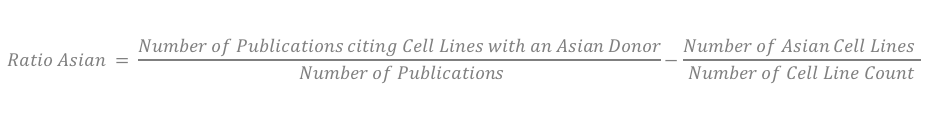 Ratio Asian = Number of Publications citing Cell Lines with an Asian Donor / Number of Publications − Number of Asian Cell Lines / Number of Cell Line Count